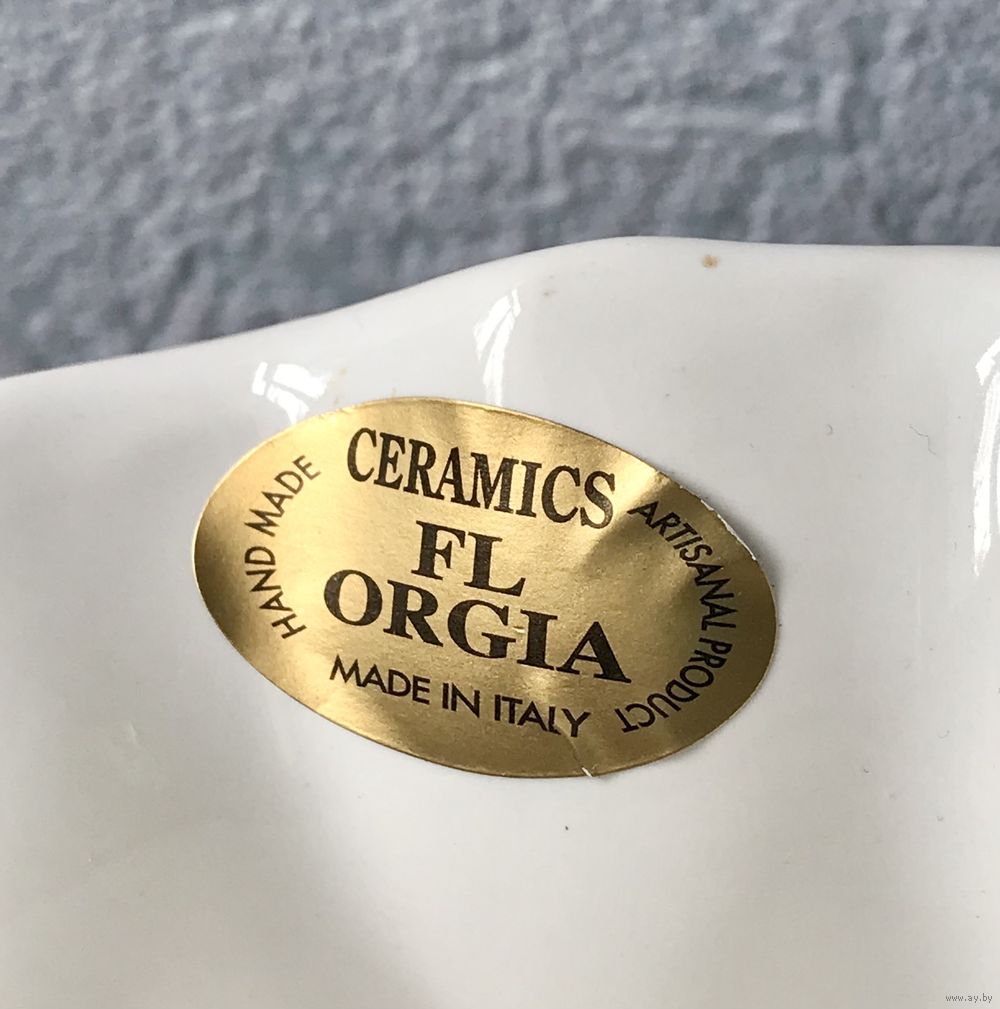 CERAMICS
FL
ORGIA
MADE IN ITALY
HAND MADE
ARTISANAL PRODUCT
www.ay.by